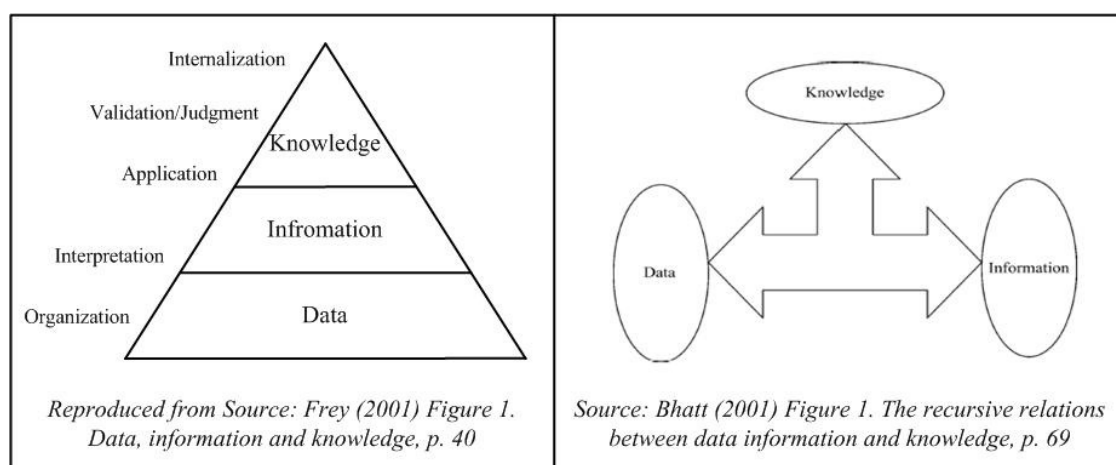 Internalization
Validation/Judgment
Knowledge
Application
Infromation
Interpretation
Organization
Data
Reproduced from Source: Frey (2001) Figure 1.
Data, information and knowledge, p. 40
Knowledge
Data
Information
Source: Bhatt (2001) Figure 1. The recursive relations
between data information and knowledge, p. 69